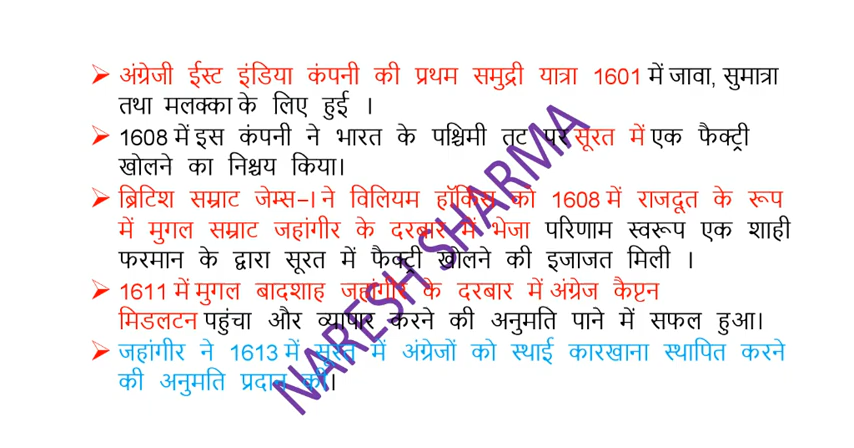 ➢ अंग्रेजी ईस्ट इंडिया कंपनी की प्रथम समुद्री यात्रा 1601 में जावा, सुमात्रा
तथा मलक्का के लिए हुई ।
➢ 1608 में इस कंपनी ने भारत के पश्चिमी तट पर सूरत में एक फैक्ट्री
खोलने का निश्चय किया।
➢ ब्रिटिश सम्राट जेम्स-I ने विलियम हॉकिंस को 1608 में राजदूत के रूप
में मुगल सम्राट जहांगीर के दरबार में भेजा परिणाम स्वरूप एक शाही
फरमान के द्वारा सूरत में फैक्ट्री खोलने की इजाजत मिली ।
➢ 1611 में मुगल बादशाह जहांगीर के दरबार में अंग्रेज कैप्टन
मिडलटन पहुंचा और व्यापार करने की अनुमति पाने में सफल हुआ।
➢ जहांगीर ने 1613 में सूरत में अंग्रेजों को स्थाई कारखाना स्थापित करने
की अनुमति प्रदान की।
NARESH SHARMA